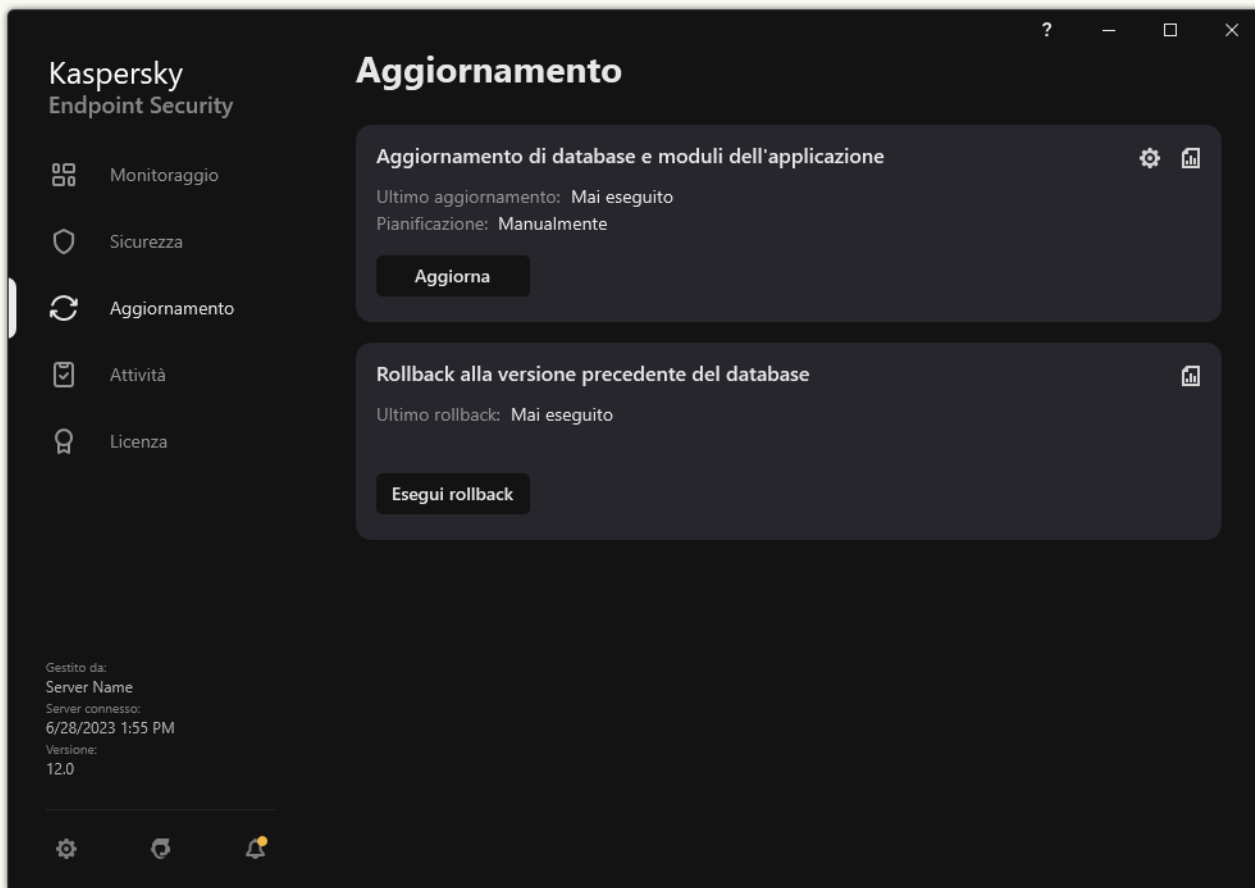 ?
Kaspersky
Endpoint Security
Monitoraggio
Sicurezza
Aggiornamento
Attività
Licenza
Gestito da:
Server Name
Server connesso:
6/28/2023 1:55 PM
Versione:
12.0
Aggiornamento
Aggiornamento di database e moduli dell'applicazione
Ultimo aggiornamento: Mai eseguito
Pianificazione: Manualmente
Aggiorna
Rollback alla versione precedente del database
Ultimo rollback: Mai eseguito
Esegui rollback